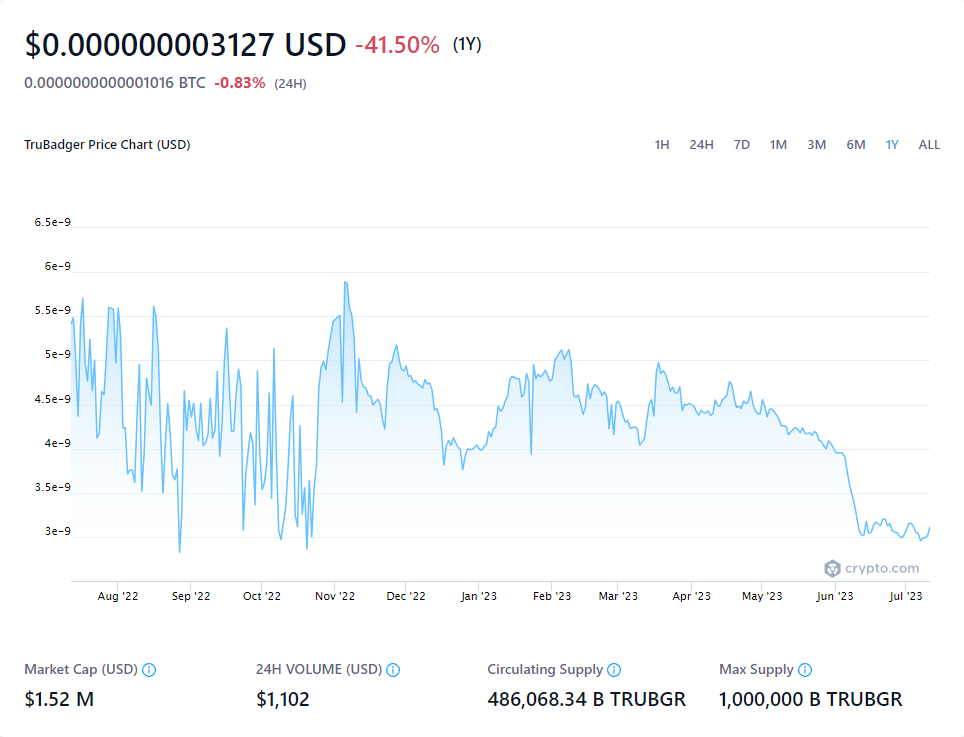 $0.000000003127 USD -41.50% (1Y)
0.0000000000001016 BTC -0.83% (24H)
TruBadger Price Chart (USD) 1H 24H 7D 1M 3M 6M 1Y ALL
6.5e-9
6e-9
5.5e-9
5e-9
4.5e-9
4e-9
3.5e-9
3e-9
crypto.com
Aug '22 Sep '22 Oct '22 Nov '22 Dec '22 Jan '23 Feb '23 Mar '23 Apr '23 May '23 Jun '23 Jul '23
Market Cap (USD) 24H VOLUME (USD) Circulating Supply Max Supply
$1.52 M $1,102 486,068.34 B TRUBGR 1,000,000 B TRUBGR